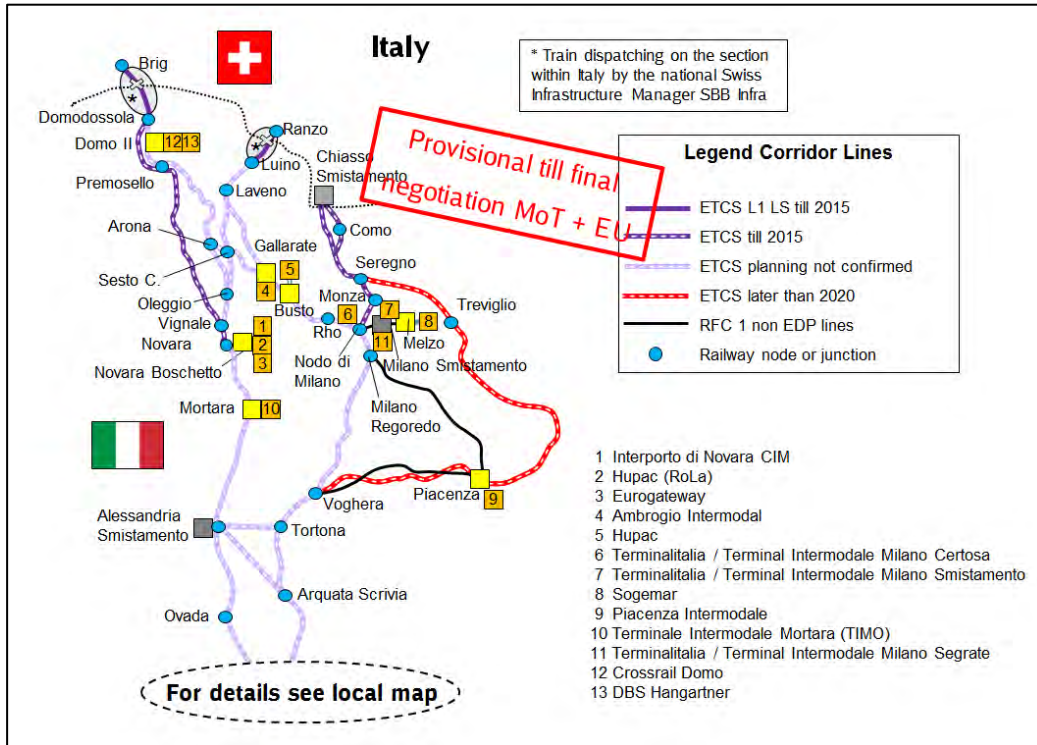 Italy
* Train dispatching on the section
within Italy by the national Swiss
Infrastructure Manager SBB Infra
Brig
*
Domodossola
Domo II
12 13
Premosello
Ranzo
*
Luino
Chiasso
Smistamento
Laveno
Provisional till final
negotiation MoT + EU
Legend Corridor Lines
ETCS L1 LS till 2015
ETCS till 2015
ETCS planning not confirmed
ETCS later than 2020
RFC 1 non EDP lines
Railway node or junction
Arona
Como
Gallarate
Sesto C.
5
4
Seregno
Oleggio
Busto
Monza
Treviglio
6
7
8
Vignale
Rho
Melzo
1
Novara
2
11
Novara Boschetto
3
Nodo di
Milano
Milano Smistamento
Mortara
10
Milano
Regoredo
Piacenza
9
Voghera
Alessandria
Smistamento
Tortona
Arquata Scrivia
Ovada
For details see local map
1 Interporto di Novara CIM
2 Hupac (RoLa)
3 Eurogateway
4 Ambrogio Intermodal
5 Hupac
6 Terminalitalia / Terminal Intermodale Milano Certosa
7 Terminalitalia / Terminal Intermodale Milano Smistamento
8 Sogemar
9 Piacenza Intermodale
10 Terminale Intermodale Mortara (TIMO)
11 Terminalitalia / Terminal Intermodale Milano Segrate
12 Crossrail Domo
13 DBS Hangartner